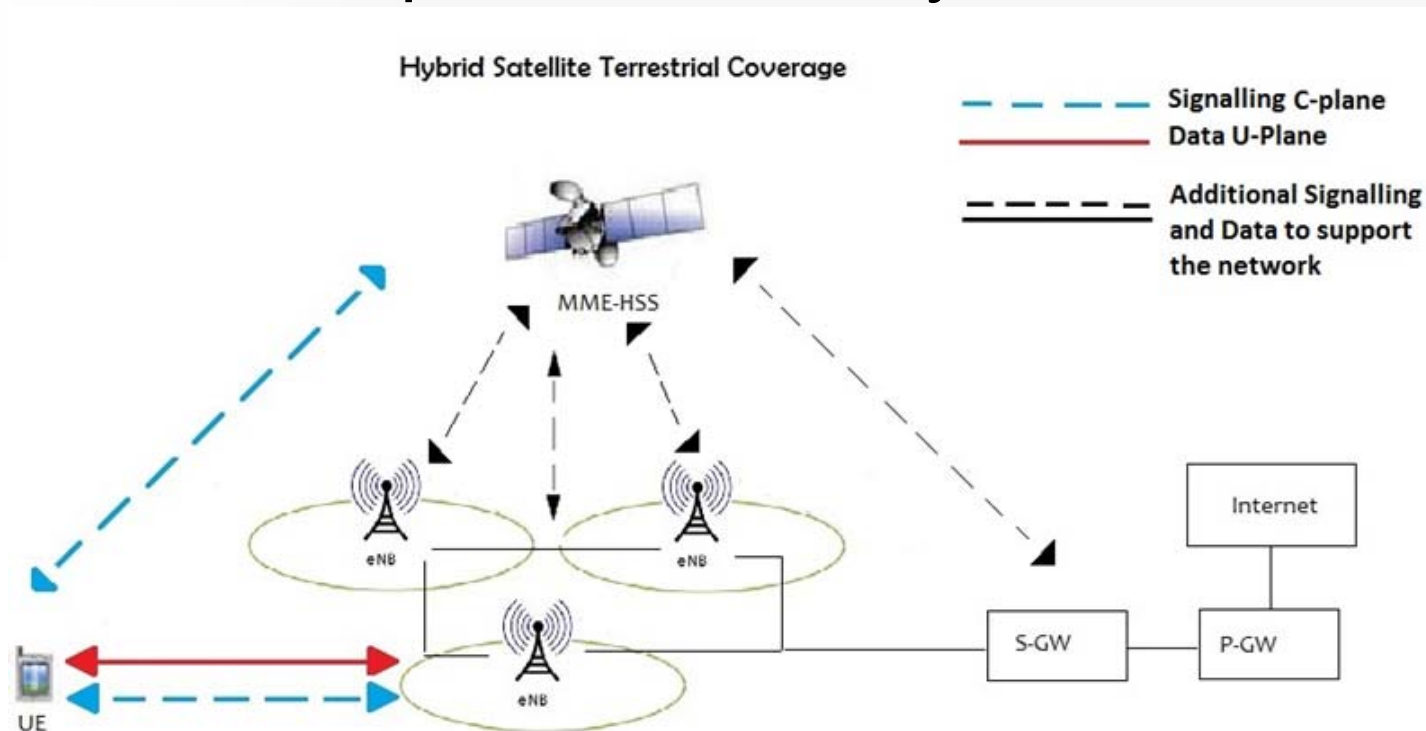 Hybrid Satellite Terrestrial Coverage
Signalling C-plane
Data U-Plane
Additional Signalling
and Data to support
the network
MME-HSS
eNB
eNB
Internet
S-GW
P-GW
eNB
UE